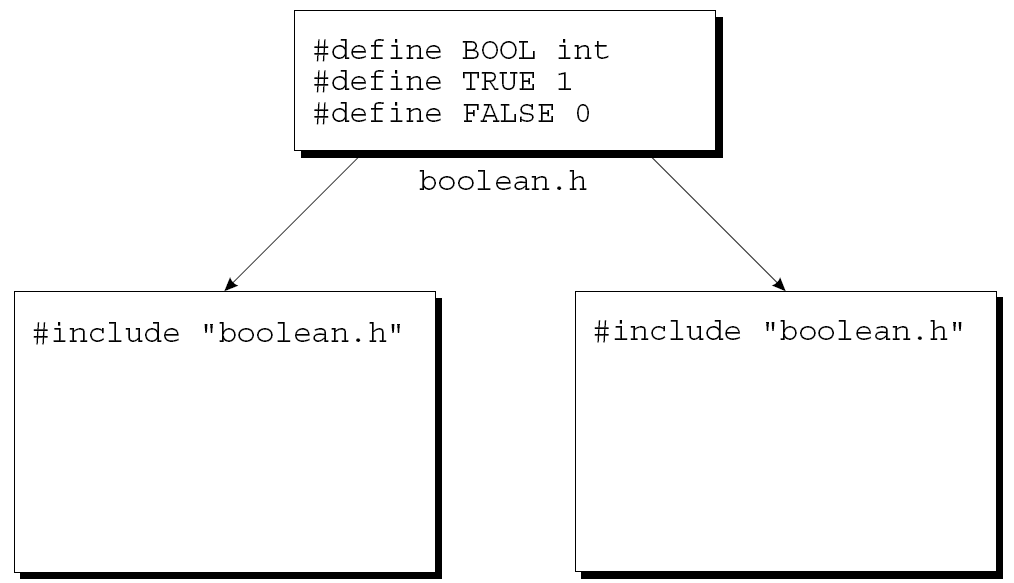 #define BOOL int
#define TRUE 1
#define FALSE 0
boolean.h
#include "boolean.h"
#include "boolean.h"